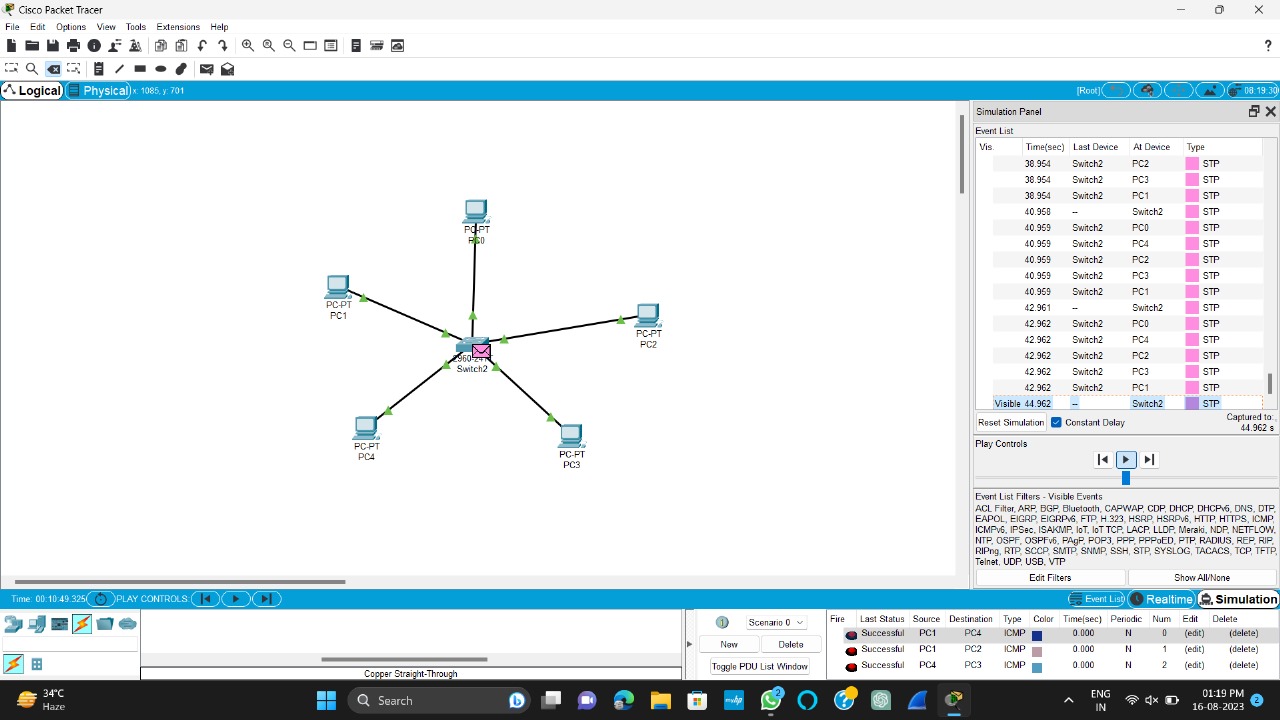 Cisco Packet Tracer
File Edit Options View Tools Extensions Help
?
Logical Physical x: 1085, y: 701 [Root] 08:19:30
Simulation Panel
Event List
Vis. Time(sec) Last Device At Device Type
38.954 Switch2 PC2 STP
38.954 Switch2 PC3 STP
38.954 Switch2 PC1 STP
40.958 -- Switch2 STP
40.959 Switch2 PC0 STP
40.959 Switch2 PC4 STP
40.959 Switch2 PC2 STP
40.959 Switch2 PC3 STP
40.959 Switch2 PC1 STP
42.961 -- Switch2 STP
42.962 Switch2 PC0 STP
42.962 Switch2 PC4 STP
42.962 Switch2 PC2 STP
42.962 Switch2 PC3 STP
42.962 Switch2 PC1 STP
Visible 44.962 -- Switch2 STP
PC-PT
PC0
PC-PT
PC1
PC-PT
PC2
Switch2
PC-PT
PC4
PC-PT
PC3
Reset Simulation Constant Delay Captured to:
44.962 s
Play Controls
Event List Filters - Visible Events
ACL Filter, ARP, BGP, Bluetooth, CAPWAP, CDP, DHCP, DHCPv6, DNS, DTP,
EAPOL, EIGRP, EIGRPv6, FTP, H.323, HSRP, HSRPv6, HTTP, HTTPS, ICMP,
ICMPv6, IPSec, ISAKMP, IoT, IoT TCP, LACP, LLDP, Meraki, NDP, NETFLOW,
NTP, OSPF, OSPFv6, PAgP, POP3, PPP, PPPoED, PTP, RADIUS, REP, RIP,
RIPng, RTP, SCCP, SMTP, SNMP, SSH, STP, SYSLOG, TACACS, TCP, TFTP,
Telnet, UDP, USB, VTP
Edit Filters Show All/None
Time: 00:10:49.325 PLAY CONTROLS: Event List Realtime Simulation
Scenario 0
New Delete
Toggle PDU List Window
Fire Last Status Source Destination Type Color Time(sec) Periodic Num Edit Delete
Successful PC1 PC4 ICMP 0.000 N 0 (edit) (delete)
Successful PC1 PC2 ICMP 0.000 N 1 (edit) (delete)
Successful PC4 PC3 ICMP 0.000 N 2 (edit) (delete)
Copper Straight-Through
34°C
Haze
Search
2
ENG
IN
01:19 PM
16-08-2023
2